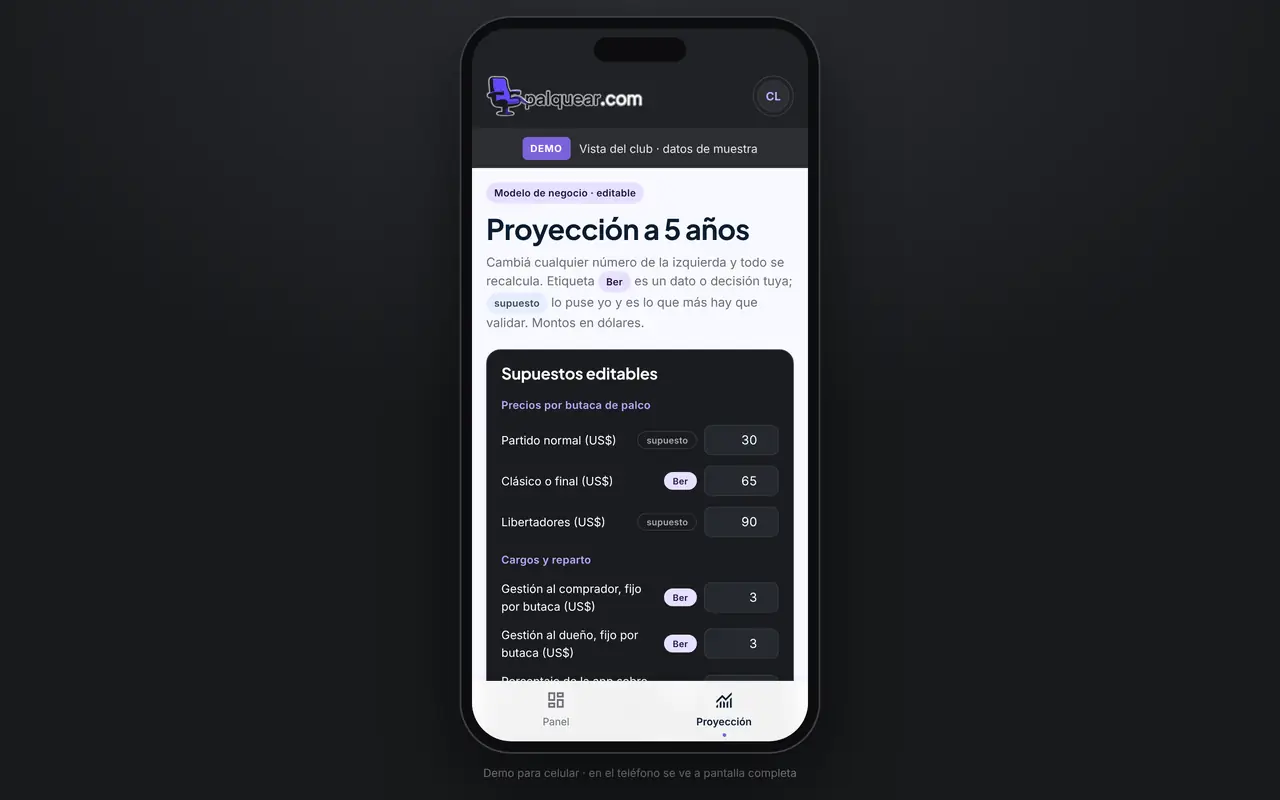 palquear.com
CL
DEMO Vista del club · datos de muestra
Modelo de negocio · editable
Proyección a 5 años
Cambiá cualquier número de la izquierda y todo se
recalcula. Etiqueta Ber es un dato o decisión tuya;
supuesto lo puse yo y es lo que más hay que
validar. Montos en dólares.
Supuestos editables
Precios por butaca de palco
Partido normal (US$) supuesto 30
Clásico o final (US$) Ber 65
Libertadores (US$) supuesto 90
Cargos y reparto
Gestión al comprador, fijo
por butaca (US$) Ber 3
Gestión al dueño, fijo por
butaca (US$) Ber 3
Porcentaje de la app sobre
Panel
Proyección
Demo para celular · en el teléfono se ve a pantalla completa